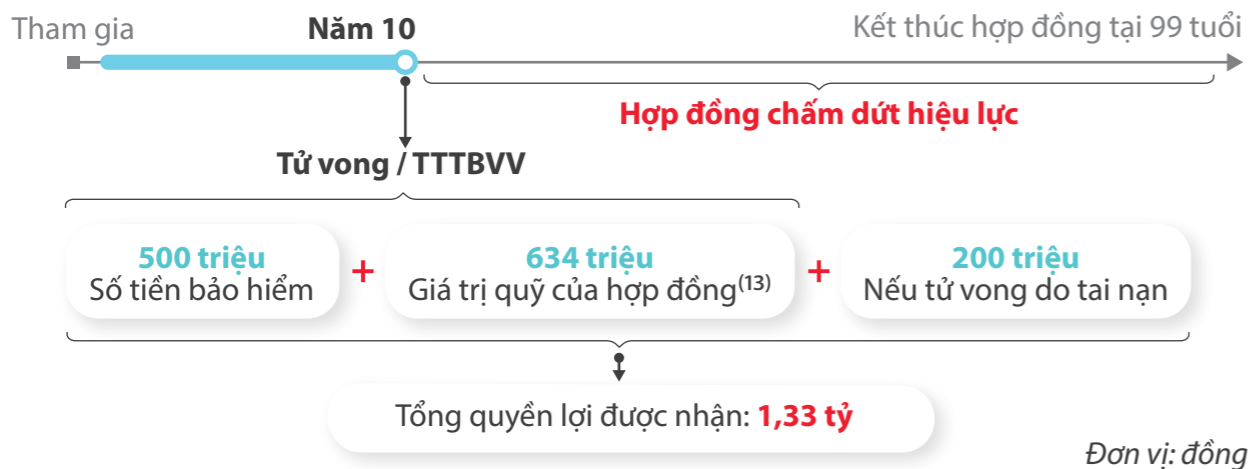 Tham gia
Năm 10
Kết thúc hợp đồng tại 99 tuổi
Hợp đồng chấm dứt hiệu lực
Tử vong / TTTBVV
500 triệu
Số tiền bảo hiểm
+
634 triệu
Giá trị quỹ của hợp đồng(13)
+
200 triệu
Nếu tử vong do tai nạn
Tổng quyền lợi được nhận: 1,33 tỷ
Đơn vị: đồng